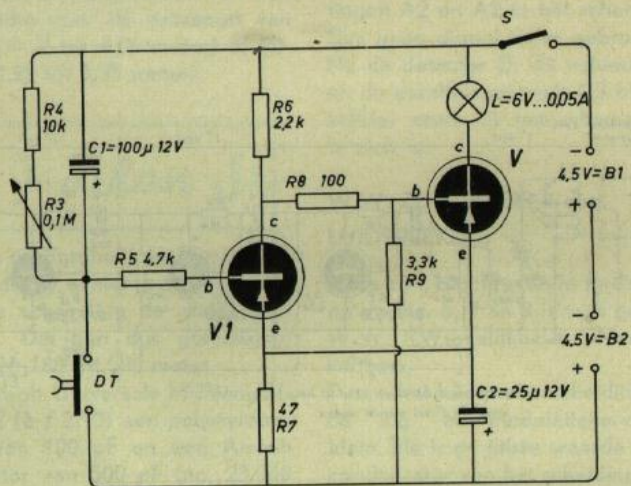 S
R4
10k
C1=100μ 12V
+
R6
2,2k
L=6V...0,05A
c
V
R3
0,1M
R8 100
b
-
4,5V=B1
+
R5 4,7k
b
c
e
3,3k
R9
V1
e
-
4,5V=B2
+
DT
47
R7
C2=25μ 12V
+